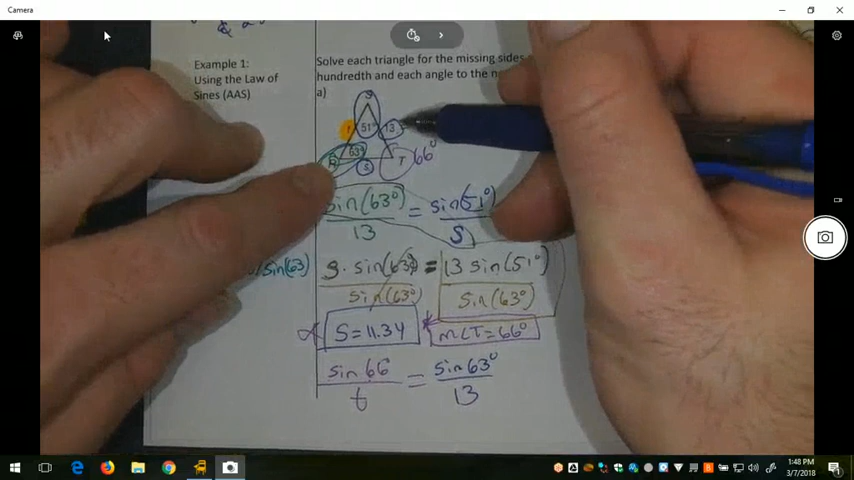 Camera
Example 1:
Using the Law of
Sines (AAS)
Solve each triangle for the missing sides
hundredth and each angle to the
a)
S
51°
13
63°
R
T
66°
S
sin(63°) = sin(51°)
13 S
sin(63)
S · sin(63°) = 13 sin(51°)
sin(63°) sin(63°)
S = 11.34
m∠T = 66°
sin 66 = sin 63°
t 13
1:48 PM
3/7/2018